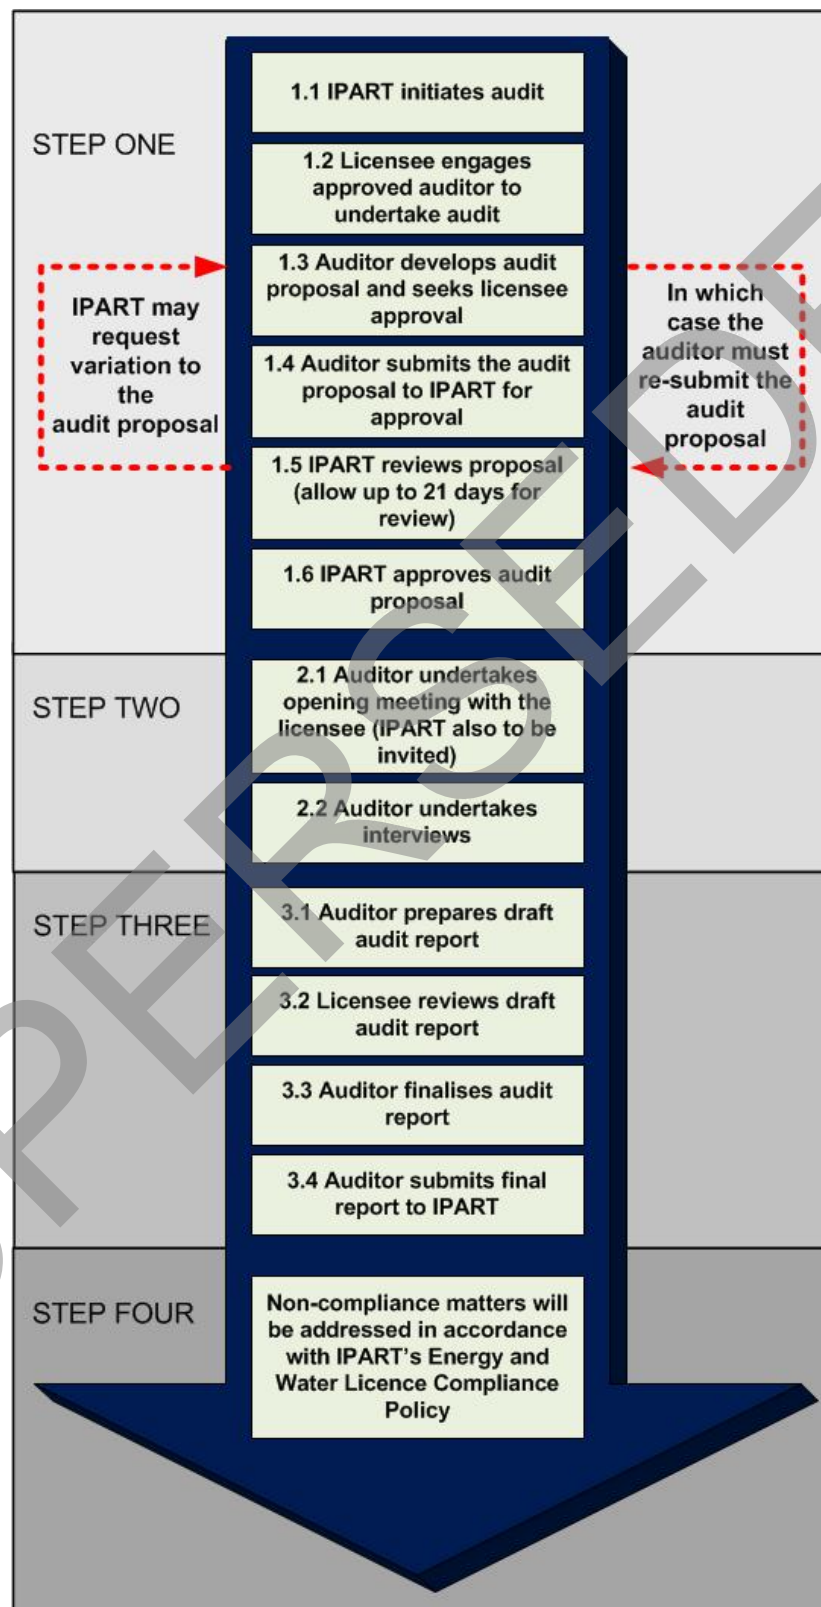 STEP ONE
1.1 IPART initiates audit
1.2 Licensee engages
approved auditor to
undertake audit
1.3 Auditor develops audit
proposal and seeks licensee
approval
IPART may
request
variation to
the
audit proposal
In which
case the
auditor must
re-submit the
audit
proposal
1.4 Auditor submits the audit
proposal to IPART for
approval
1.5 IPART reviews proposal
(allow up to 21 days for
review)
1.6 IPART approves audit
proposal
STEP TWO
2.1 Auditor undertakes
opening meeting with the
licensee (IPART also to be
invited)
2.2 Auditor undertakes
interviews
STEP THREE
3.1 Auditor prepares draft
audit report
3.2 Licensee reviews draft
audit report
3.3 Auditor finalises audit
report
3.4 Auditor submits final
report to IPART
STEP FOUR
Non-compliance matters will
be addressed in accordance
with IPART's Energy and
Water Licence Compliance
Policy
PERSED